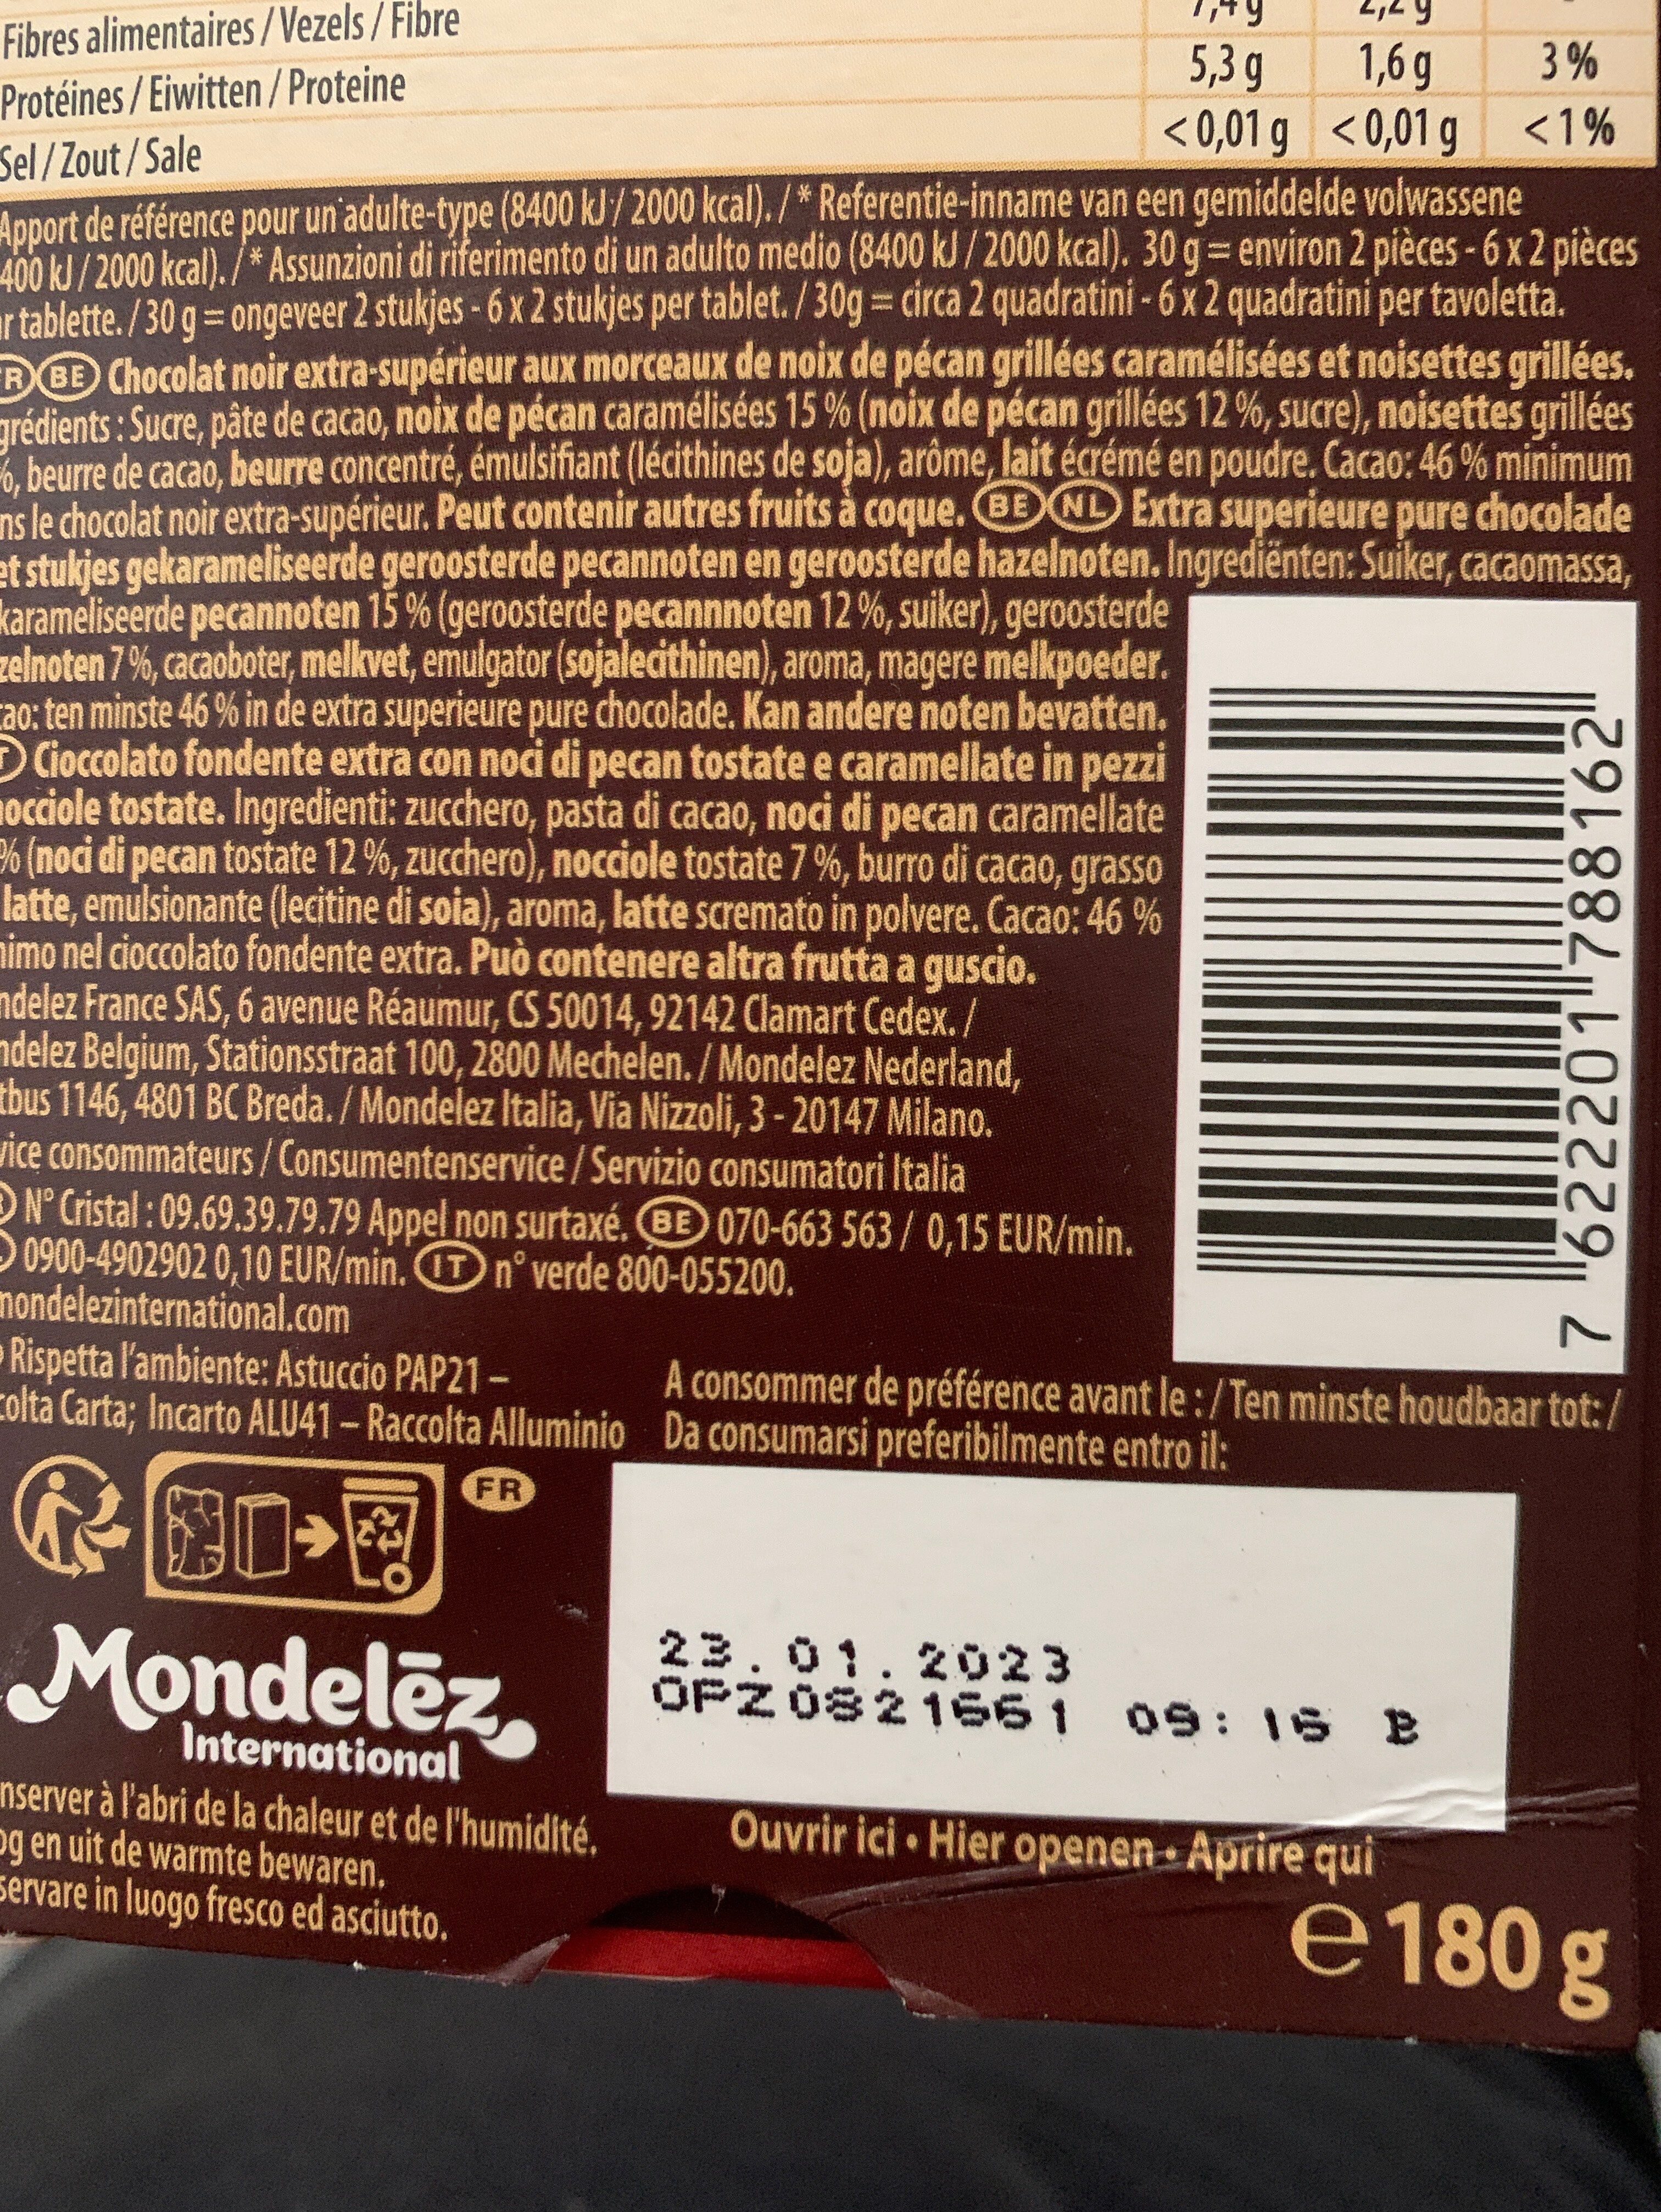 Fibres alimentaires / Vezels / Fibre 7,4 g 2,2 g -
Protéines / Eiwitten / Proteine 5,3 g 1,6 g 3 %
Sel / Zout / Sale < 0,01 g < 0,01 g < 1 %
Apport de référence pour un adulte-type (8400 kJ / 2000 kcal). / * Referentie-inname van een gemiddelde volwassene
400 kJ / 2000 kcal). / * Assunzioni di riferimento di un adulto medio (8400 kJ / 2000 kcal). 30 g = environ 2 pièces - 6 x 2 pièces
r tablette. / 30 g = ongeveer 2 stukjes - 6 x 2 stukjes per tablet. / 30g = circa 2 quadratini - 6 x 2 quadratini per tavoletta.
R BE Chocolat noir extra-supérieur aux morceaux de noix de pécan grillées caramélisées et noisettes grillées.
grédients : Sucre, pâte de cacao, noix de pécan caramélisées 15 % (noix de pécan grillées 12 %, sucre), noisettes grillées
%, beurre de cacao, beurre concentré, émulsifiant (lécithines de soja), arôme, lait écrémé en poudre. Cacao: 46 % minimum
ns le chocolat noir extra-supérieur. Peut contenir autres fruits à coque. BE NL Extra superieure pure chocolade
et stukjes gekarameliseerde geroosterde pecannoten en geroosterde hazelnoten. Ingrediënten: Suiker, cacaomassa,
karameliseerde pecannoten 15 % (geroosterde pecannnoten 12 %, suiker), geroosterde
zelnoten 7 %, cacaoboter, melkvet, emulgator (sojalecithinen), aroma, magere melkpoeder.
cao: ten minste 46 % in de extra superieure pure chocolade. Kan andere noten bevatten.
T Cioccolato fondente extra con noci di pecan tostate e caramellate in pezzi
nocciole tostate. Ingredienti: zucchero, pasta di cacao, noci di pecan caramellate
% (noci di pecan tostate 12 %, zucchero), nocciole tostate 7 %, burro di cacao, grasso
latte, emulsionante (lecitine di soia), aroma, latte scremato in polvere. Cacao: 46 %
nimo nel cioccolato fondente extra. Può contenere altra frutta a guscio.
ndelez France SAS, 6 avenue Réaumur, CS 50014, 92142 Clamart Cedex. /
ndelez Belgium, Stationsstraat 100, 2800 Mechelen. / Mondelez Nederland,
tbus 1146, 4801 BC Breda. / Mondelez Italia, Via Nizzoli, 3 - 20147 Milano.
vice consommateurs / Consumentenservice / Servizio consumatori Italia
N° Cristal : 09.69.39.79.79 Appel non surtaxé. BE 070-663 563 / 0,15 EUR/min.
0900-4902902 0,10 EUR/min. IT n° verde 800-055200.
mondelezinternational.com
7 622201 788162
Rispetta l'ambiente: Astuccio PAP21 –
colta Carta; Incarto ALU41 – Raccolta Alluminio
A consommer de préférence avant le : / Ten minste houdbaar tot: /
Da consumarsi preferibilmente entro il:
FR
23.01.2023
OPZ0821661 09:16 B
Mondelēz
International
nserver à l'abri de la chaleur et de l'humidité.
og en uit de warmte bewaren.
servare in luogo fresco ed asciutto.
Ouvrir ici • Hier openen • Aprire qui
e 180 g